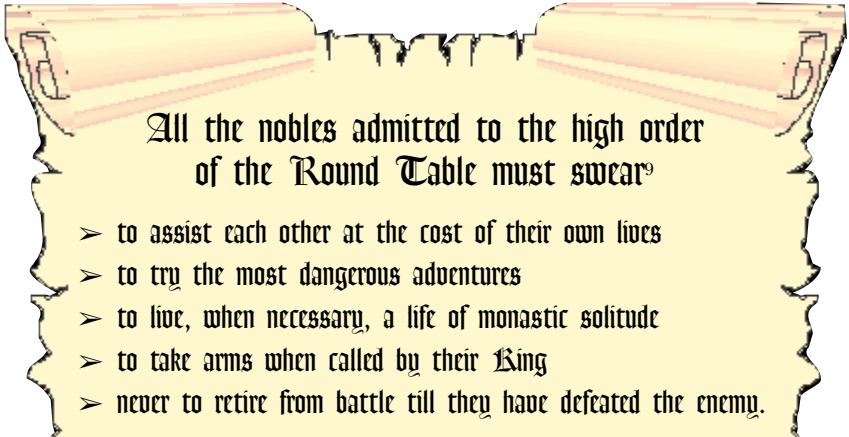 All the nobles admitted to the high order
of the Round Table must swear⁹
➢ to assist each other at the cost of their own lives
➢ to try the most dangerous adventures
➢ to live, when necessary, a life of monastic solitude
➢ to take arms when called by their King
➢ never to retire from battle till they have defeated the enemy.